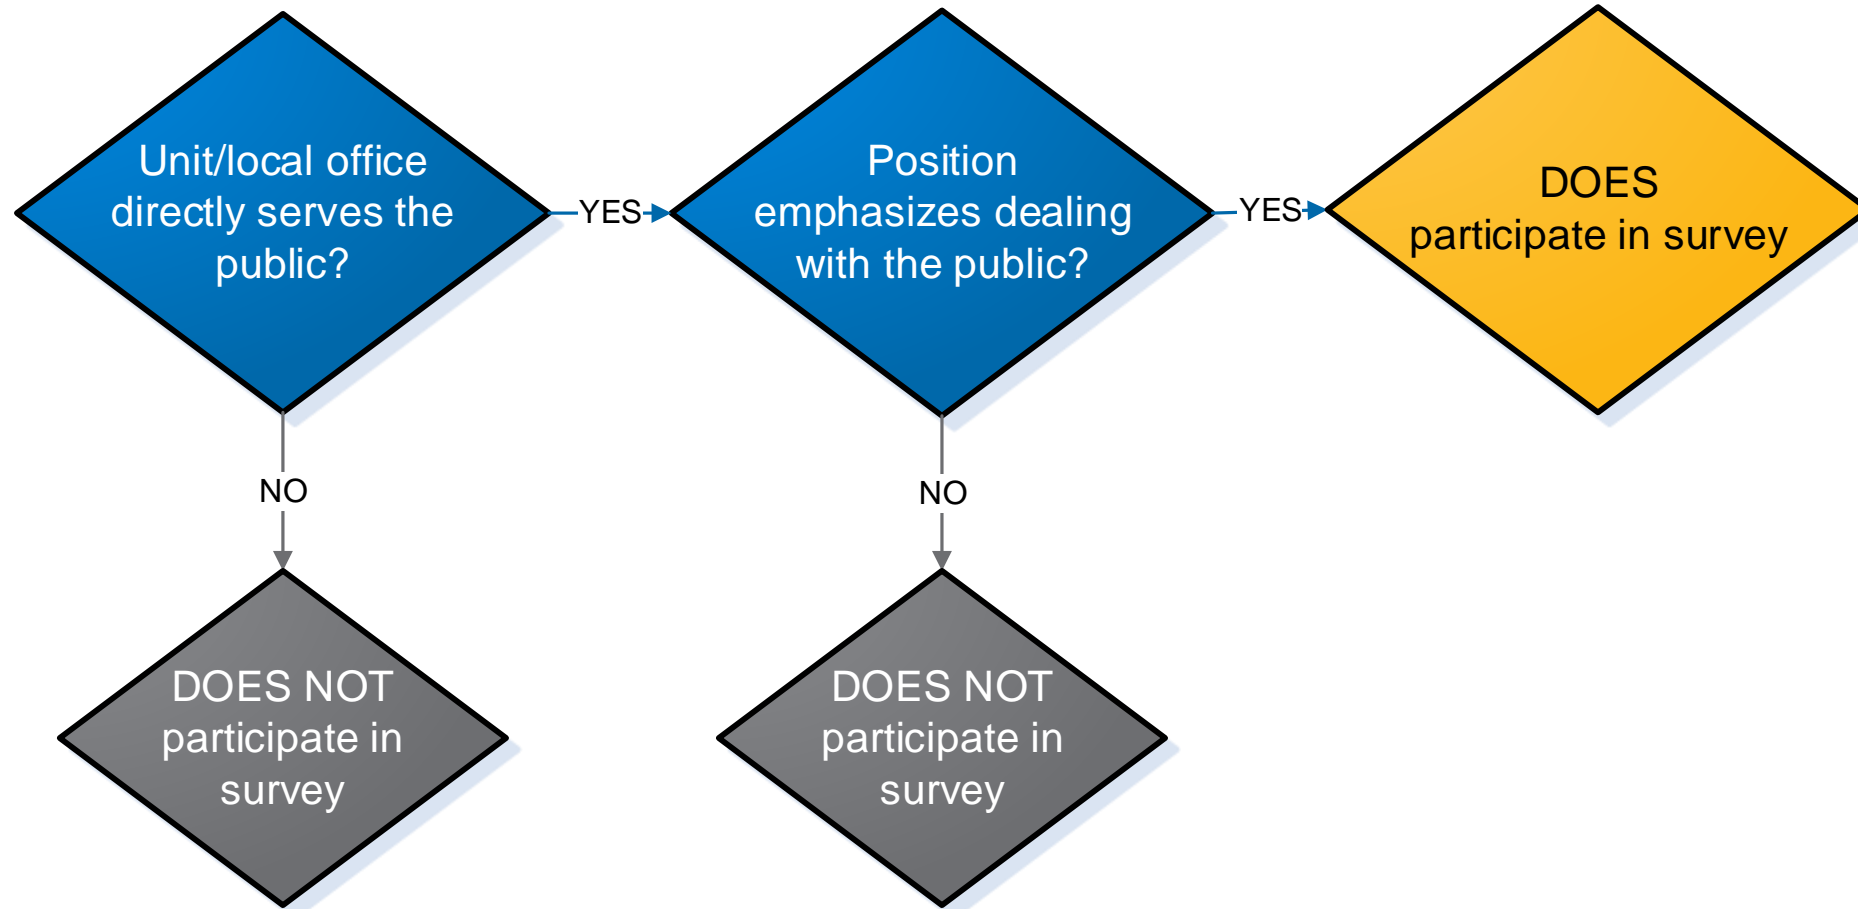 Unit/local office
directly serves the
public?
YES
Position
emphasizes dealing
with the public?
YES
DOES
participate in survey
NO
NO
DOES NOT
participate in
survey
DOES NOT
participate in
survey